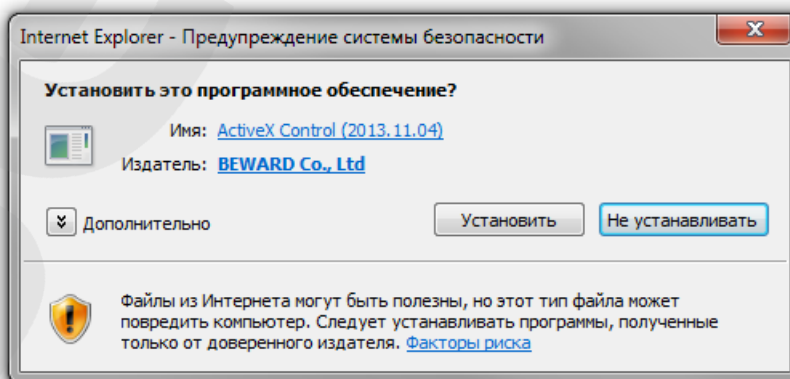 Internet Explorer - Предупреждение системы безопасности
Установить это программное обеспечение?
Имя: ActiveX Control (2013.11.04)
Издатель: BEWARD Co., Ltd
Дополнительно
Установить
Не устанавливать
Файлы из Интернета могут быть полезны, но этот тип файла может
повредить компьютер. Следует устанавливать программы, полученные
только от доверенного издателя. Факторы риска